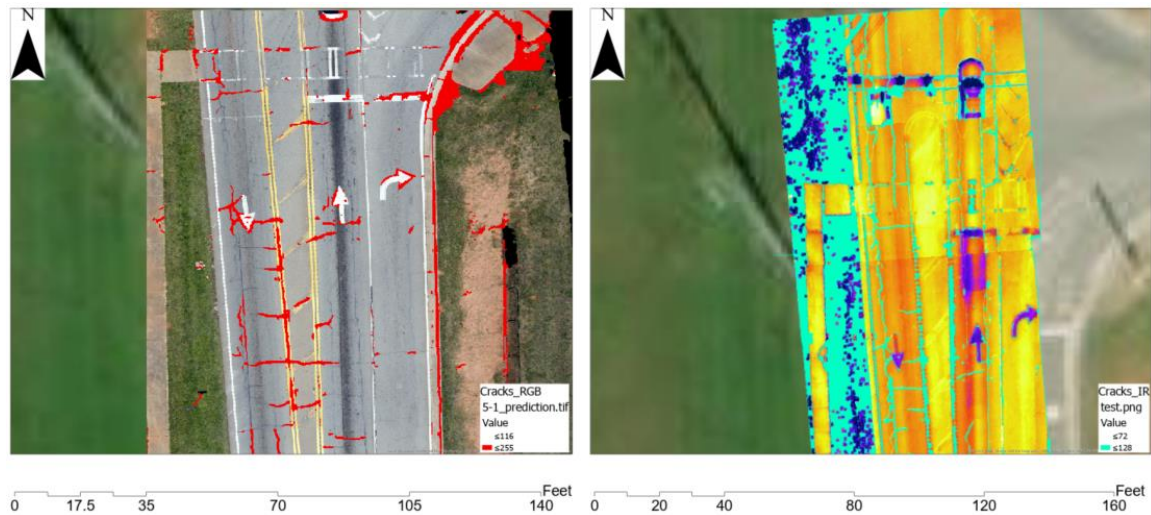 N
N
Cracks_RGB
5-1_prediction.tif
Value
≤116
≤255
Cracks_IR
test.png
Value
≤72
≤128
0 17.5 35 70 105 140 Feet
0 20 40 80 120 160 Feet